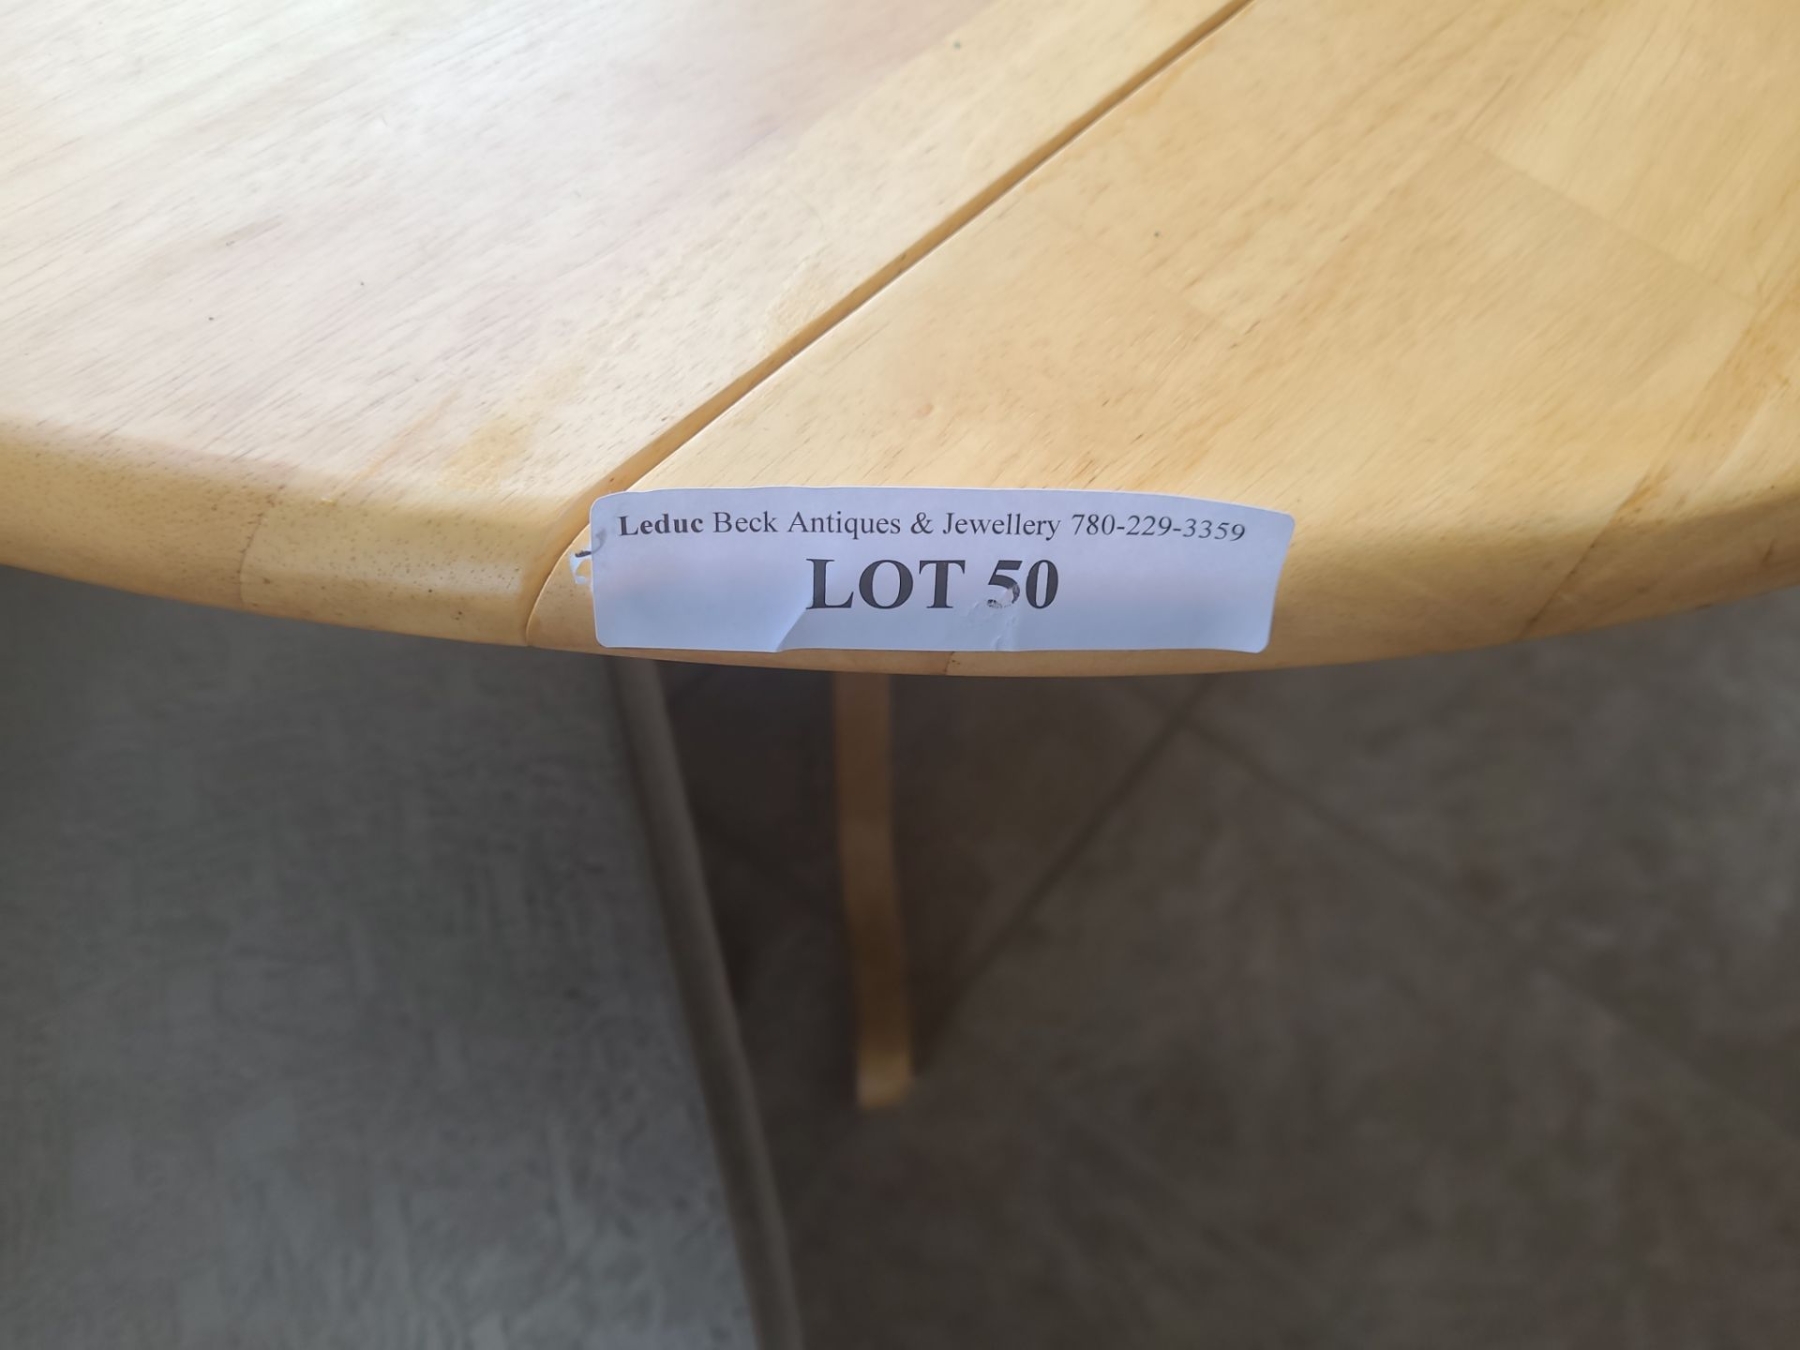 Leduc Beck Antiques & Jewellery 780-229-3359
LOT 50